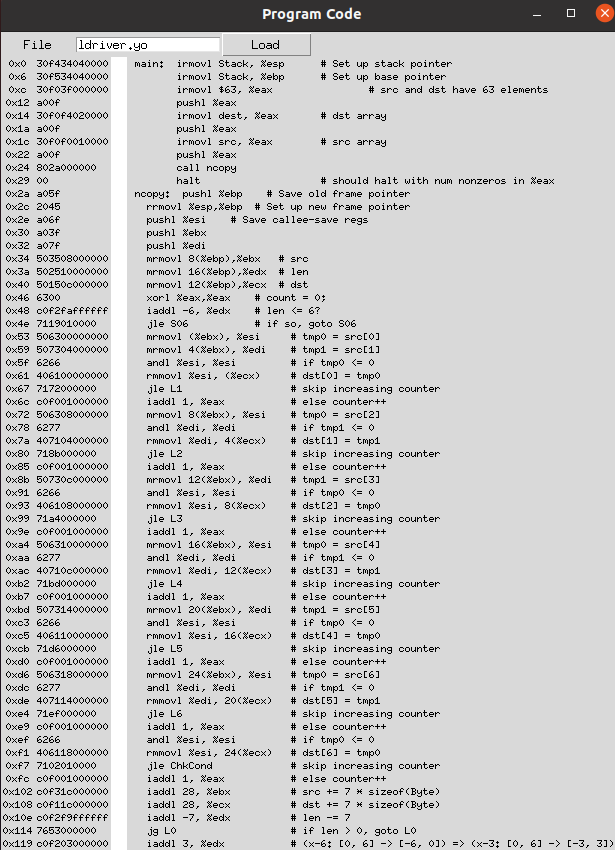 Program Code
File ldriver.yo Load
0x0 30f434040000 main: irmovl Stack, %esp # Set up stack pointer
0x6 30f534040000 irmovl Stack, %ebp # Set up base pointer
0xc 30f03f000000 irmovl $63, %eax # src and dst have 63 elements
0x12 a00f pushl %eax
0x14 30f0f4020000 irmovl dest, %eax # dst array
0x1a a00f pushl %eax
0x1c 30f0f0010000 irmovl src, %eax # src array
0x22 a00f pushl %eax
0x24 802a000000 call ncopy
0x29 00 halt # should halt with num nonzeros in %eax
0x2a a05f ncopy: pushl %ebp # Save old frame pointer
0x2c 2045 rrmovl %esp,%ebp # Set up new frame pointer
0x2e a06f pushl %esi # Save callee-save regs
0x30 a03f pushl %ebx
0x32 a07f pushl %edi
0x34 503508000000 mrmovl 8(%ebp),%ebx # src
0x3a 502510000000 mrmovl 16(%ebp),%edx # len
0x40 50150c000000 mrmovl 12(%ebp),%ecx # dst
0x46 6300 xorl %eax,%eax # count = 0;
0x48 c0f2faffffff iaddl -6, %edx # len <= 6?
0x4e 7119010000 jle S06 # if so, goto S06
0x53 506300000000 mrmovl (%ebx), %esi # tmp0 = src[0]
0x59 507304000000 mrmovl 4(%ebx), %edi # tmp1 = src[1]
0x5f 6266 andl %esi, %esi # if tmp0 <= 0
0x61 406100000000 rmmovl %esi, (%ecx) # dst[0] = tmp0
0x67 7172000000 jle L1 # skip increasing counter
0x6c c0f001000000 iaddl 1, %eax # else counter++
0x72 506308000000 mrmovl 8(%ebx), %esi # tmp0 = src[2]
0x78 6277 andl %edi, %edi # if tmp1 <= 0
0x7a 407104000000 rmmovl %edi, 4(%ecx) # dst[1] = tmp1
0x80 718b000000 jle L2 # skip increasing counter
0x85 c0f001000000 iaddl 1, %eax # else counter++
0x8b 50730c000000 mrmovl 12(%ebx), %edi # tmp1 = src[3]
0x91 6266 andl %esi, %esi # if tmp0 <= 0
0x93 406108000000 rmmovl %esi, 8(%ecx) # dst[2] = tmp0
0x99 71a4000000 jle L3 # skip increasing counter
0x9e c0f001000000 iaddl 1, %eax # else counter++
0xa4 506310000000 mrmovl 16(%ebx), %esi # tmp0 = src[4]
0xaa 6277 andl %edi, %edi # if tmp1 <= 0
0xac 40710c000000 rmmovl %edi, 12(%ecx) # dst[3] = tmp1
0xb2 71bd000000 jle L4 # skip increasing counter
0xb7 c0f001000000 iaddl 1, %eax # else counter++
0xbd 507314000000 mrmovl 20(%ebx), %edi # tmp1 = src[5]
0xc3 6266 andl %esi, %esi # if tmp0 <= 0
0xc5 406110000000 rmmovl %esi, 16(%ecx) # dst[4] = tmp0
0xcb 71d6000000 jle L5 # skip increasing counter
0xd0 c0f001000000 iaddl 1, %eax # else counter++
0xd6 506318000000 mrmovl 24(%ebx), %esi # tmp0 = src[6]
0xdc 6277 andl %edi, %edi # if tmp1 <= 0
0xde 407114000000 rmmovl %edi, 20(%ecx) # dst[5] = tmp1
0xe4 71ef000000 jle L6 # skip increasing counter
0xe9 c0f001000000 iaddl 1, %eax # else counter++
0xef 6266 andl %esi, %esi # if tmp0 <= 0
0xf1 406118000000 rmmovl %esi, 24(%ecx) # dst[6] = tmp0
0xf7 7102010000 jle ChkCond # skip increasing counter
0xfc c0f001000000 iaddl 1, %eax # else counter++
0x102 c0f31c000000 iaddl 28, %ebx # src += 7 * sizeof(Byte)
0x108 c0f11c000000 iaddl 28, %ecx # dst += 7 * sizeof(Byte)
0x10e c0f2f9ffffff iaddl -7, %edx # len -= 7
0x114 7653000000 jg L0 # if len > 0, goto L0
0x119 c0f203000000 iaddl 3, %edx # (x-6: [0, 6] -> [-6, 0]) => (x-3: [0, 6] -> [-3, 3])